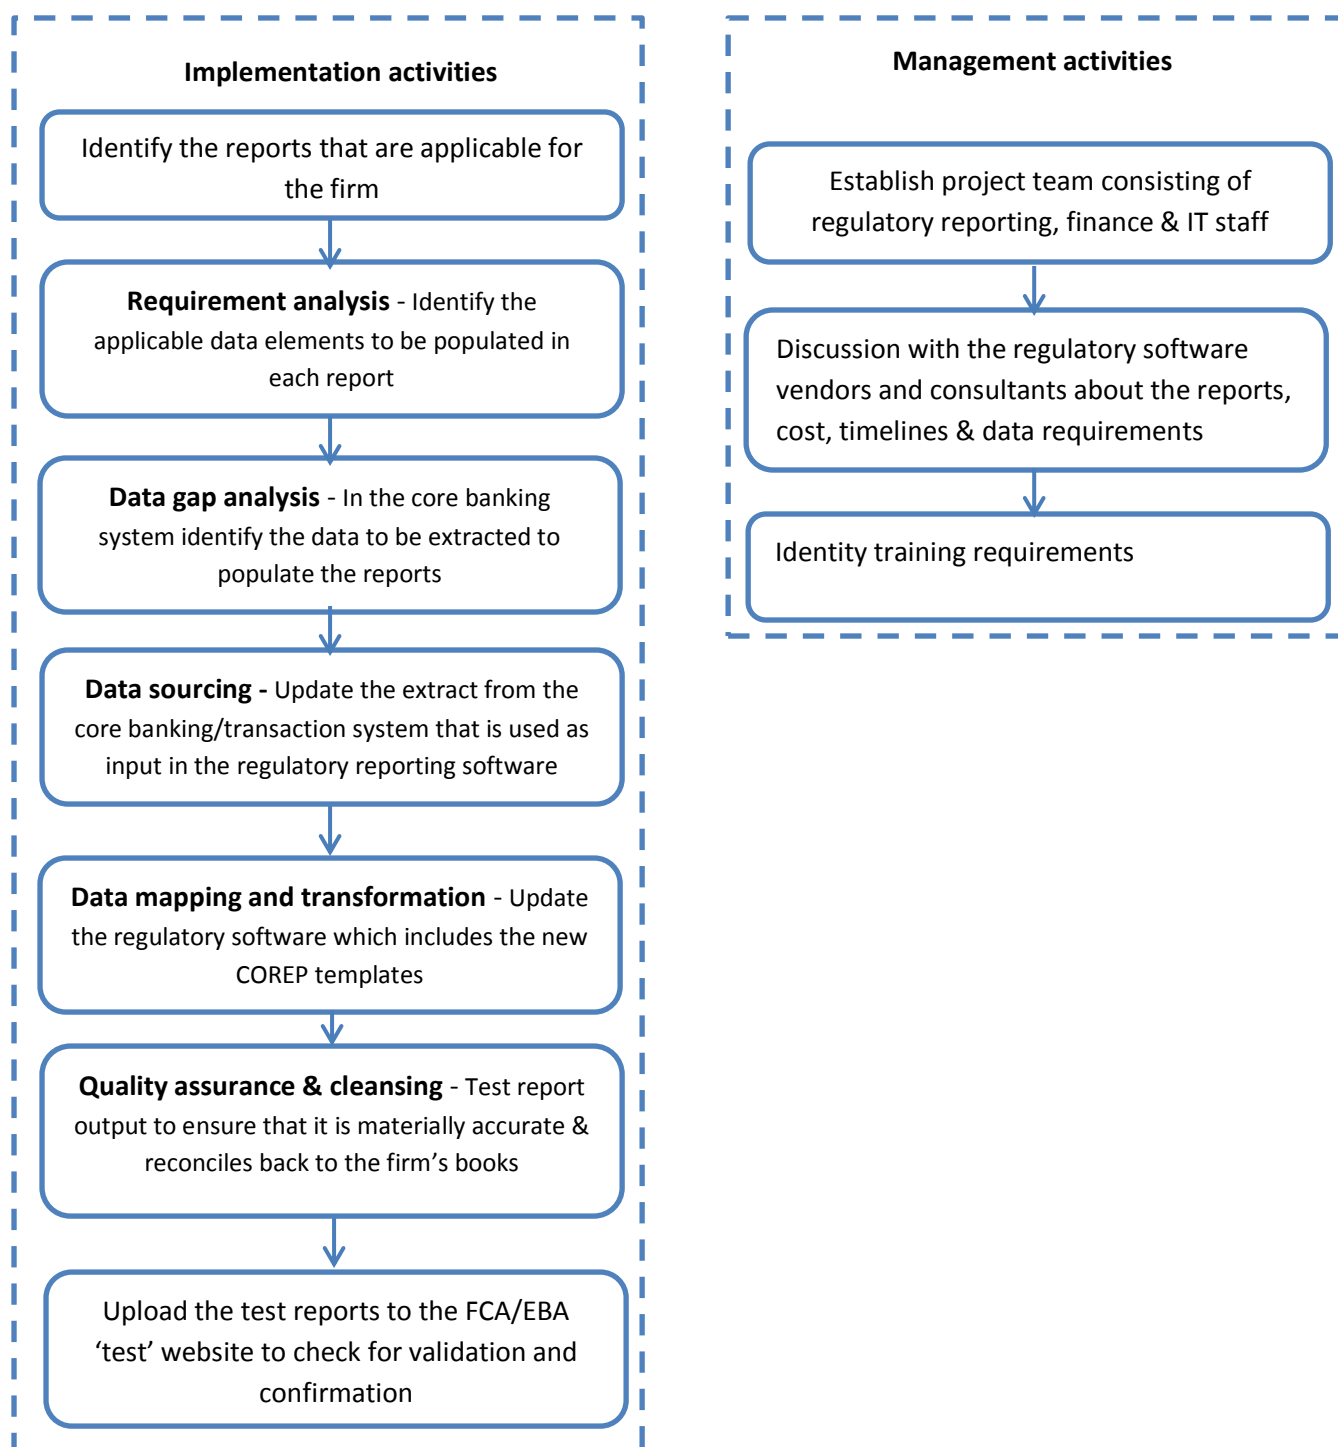 Implementation activities
Identify the reports that are applicable for
the firm
Requirement analysis - Identify the
applicable data elements to be populated in
each report
Data gap analysis - In the core banking
system identify the data to be extracted to
populate the reports
Data sourcing - Update the extract from the
core banking/transaction system that is used as
input in the regulatory reporting software
Data mapping and transformation - Update
the regulatory software which includes the new
COREP templates
Quality assurance & cleansing - Test report
output to ensure that it is materially accurate &
reconciles back to the firm’s books
Upload the test reports to the FCA/EBA
‘test’ website to check for validation and
confirmation
Management activities
Establish project team consisting of
regulatory reporting, finance & IT staff
Discussion with the regulatory software
vendors and consultants about the reports,
cost, timelines & data requirements
Identity training requirements